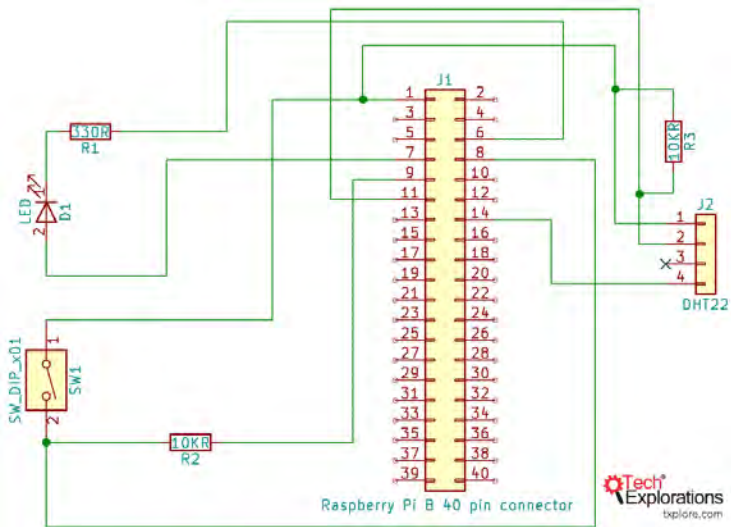 J1
1 2
3 4
5 6
7 8
9 10
11 12
13 14
15 16
17 18
19 20
21 22
23 24
25 26
27 28
29 30
31 32
33 34
35 36
37 38
39 40
Raspberry Pi B 40 pin connector
330R
R1
LED
1
2
D1
SW_DIP_x01
1
2
SW1
10KR
R2
10KR
R3
J2
1
2
3
4
DHT22
Tech
Explorations
txplore.com